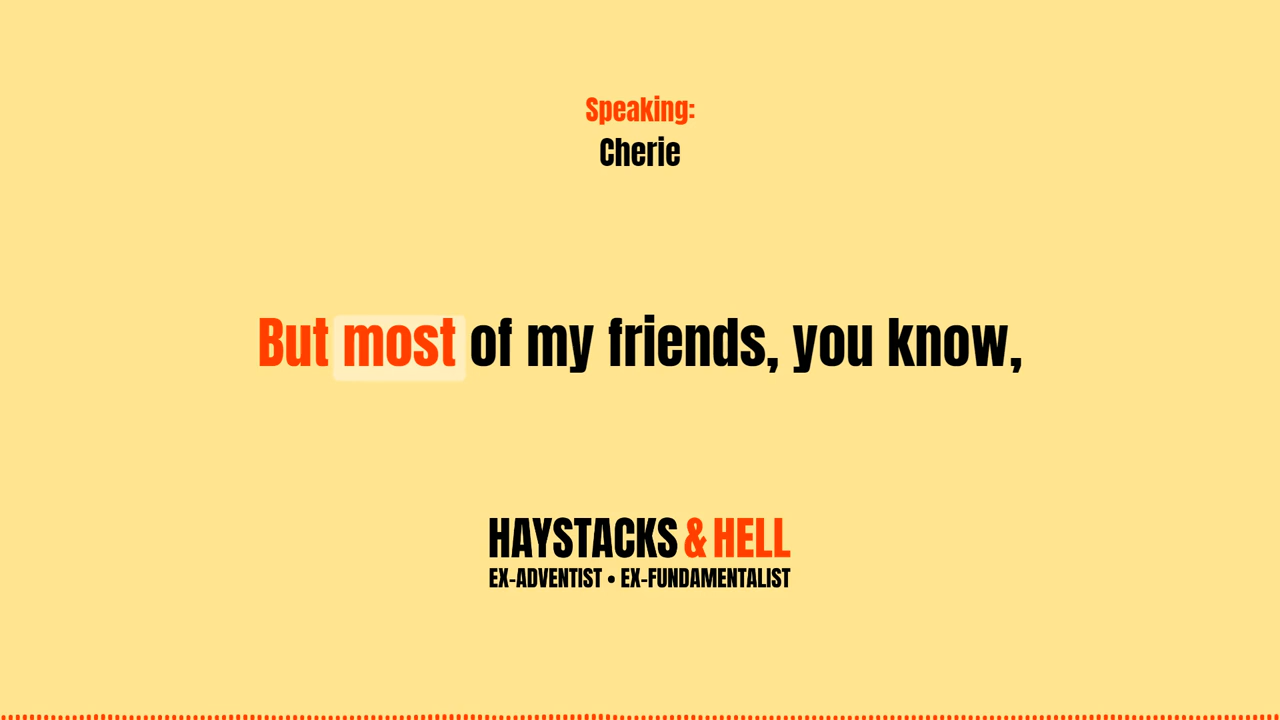 Speaking:
Cherie
But most of my friends, you know,
HAYSTACKS & HELL
EX-ADVENTIST • EX-FUNDAMENTALIST